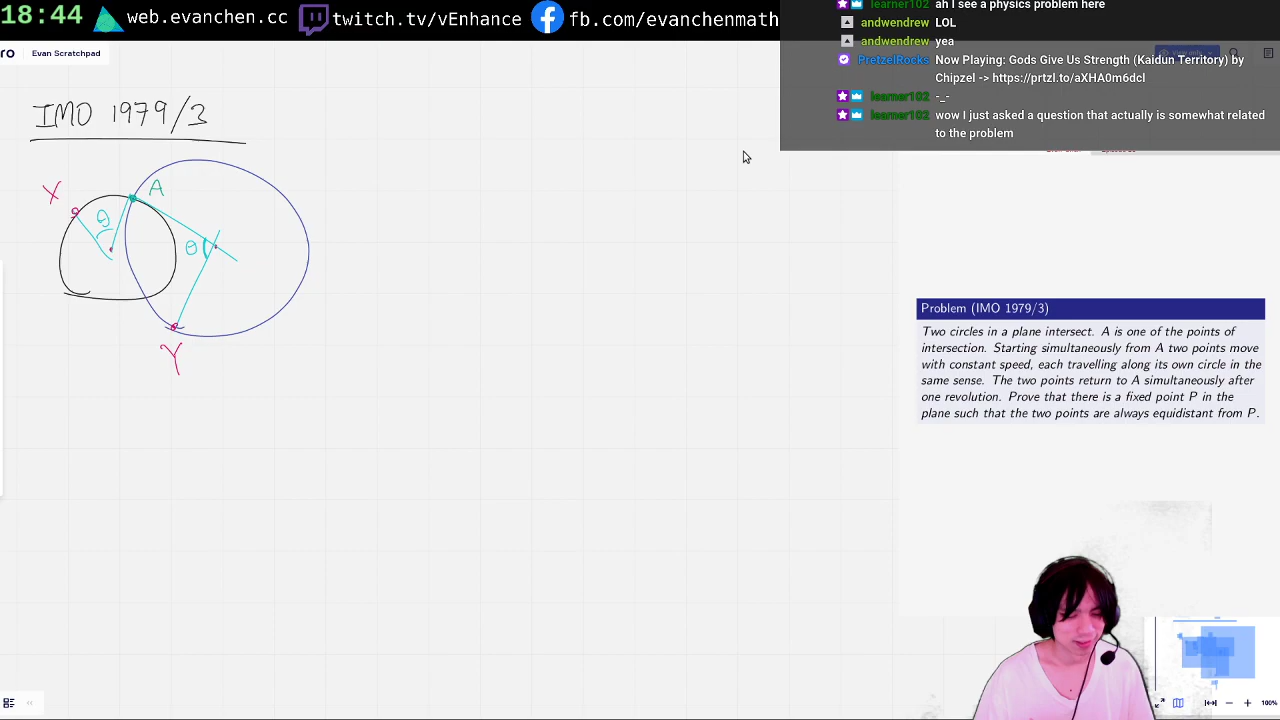 18:44 web.evanchen.cc twitch.tv/vEnhance fb.com/evanchenmath
learner102 ah I see a physics problem here
andwendrew LOL
andwendrew yea
PretzelRocks Now Playing: Gods Give Us Strength (Kaidun Territory) by
Chipzel -> https://prtzl.to/aXHA0m6dcl
learner102 -_-
learner102 wow I just asked a question that actually is somewhat related
to the problem
ro Evan Scratchpad
IMO 1979/3
X
A
θ
θ
Y
Problem (IMO 1979/3)
Two circles in a plane intersect. A is one of the points of
intersection. Starting simultaneously from A two points move
with constant speed, each travelling along its own circle in the
same sense. The two points return to A simultaneously after
one revolution. Prove that there is a fixed point P in the
plane such that the two points are always equidistant from P.
100%